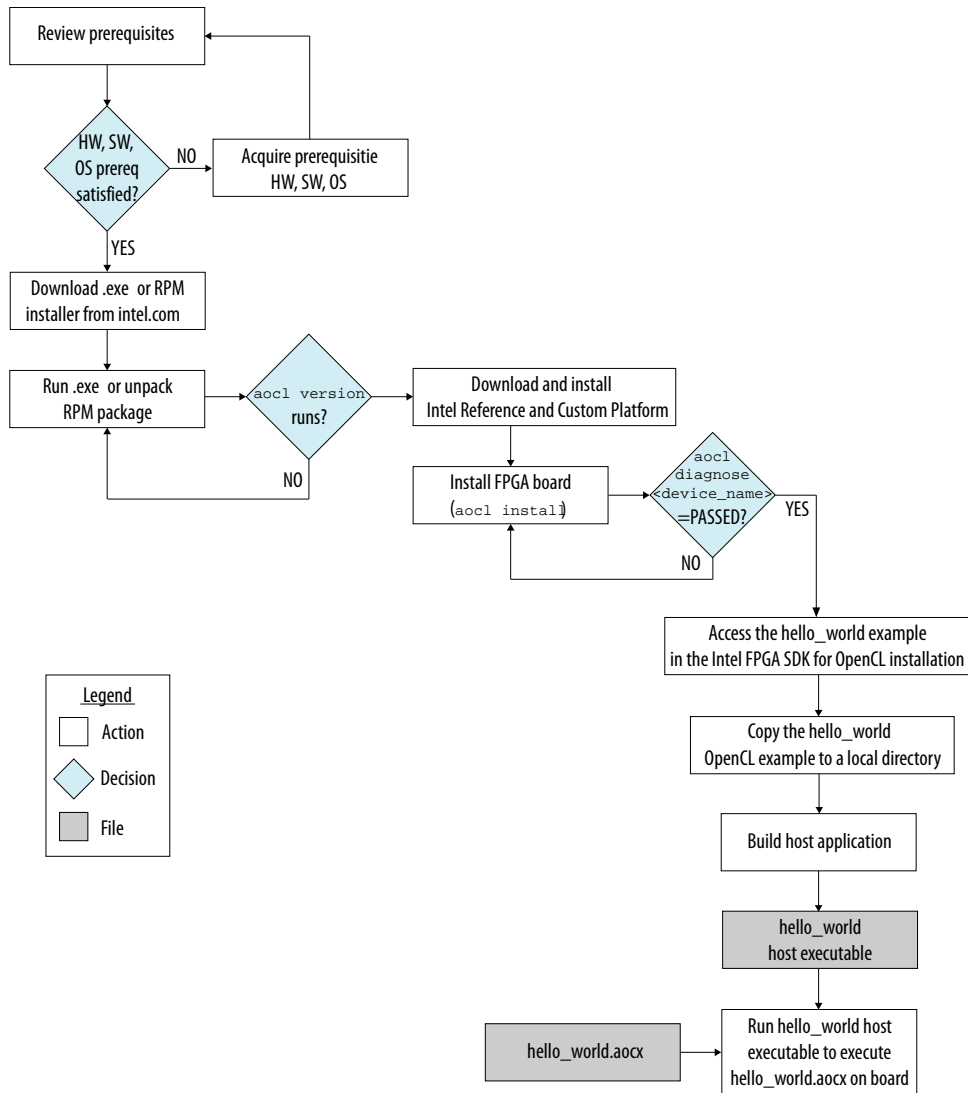 Review prerequisites
HW, SW,
OS prereq
satisfied?
NO
Acquire prerequisitie
HW, SW, OS
YES
Download .exe or RPM
installer from intel.com
Run .exe or unpack
RPM package
aocl version
runs?
NO
Download and install
Intel Reference and Custom Platform
Install FPGA board
(aocl install)
aocl
diagnose
<device_name>
=PASSED?
YES
NO
Access the hello_world example
in the Intel FPGA SDK for OpenCL installation
Copy the hello_world
OpenCL example to a local directory
Build host application
hello_world
host executable
hello_world.aocx
Run hello_world host
executable to execute
hello_world.aocx on board
Legend
Action
Decision
File